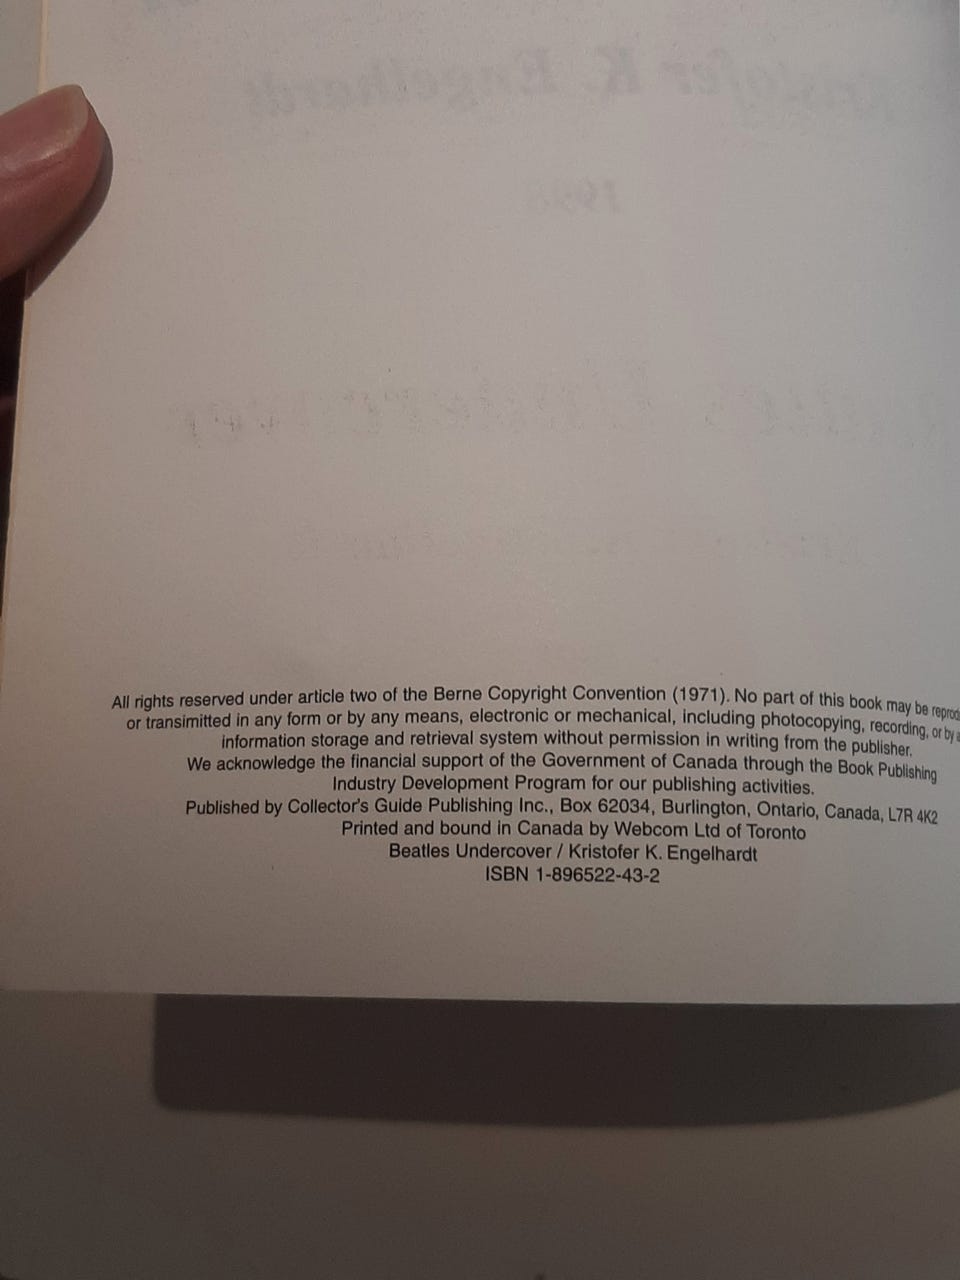 Kristofer K. Engelhardt
1998
All rights reserved under article two of the Berne Copyright Convention (1971). No part of this book may be reprod
or transimitted in any form or by any means, electronic or mechanical, including photocopying, recording, or by a
information storage and retrieval system without permission in writing from the publisher.
We acknowledge the financial support of the Government of Canada through the Book Publishing
Industry Development Program for our publishing activities.
Published by Collector's Guide Publishing Inc., Box 62034, Burlington, Ontario, Canada, L7R 4K2
Printed and bound in Canada by Webcom Ltd of Toronto
Beatles Undercover / Kristofer K. Engelhardt
ISBN 1-896522-43-2